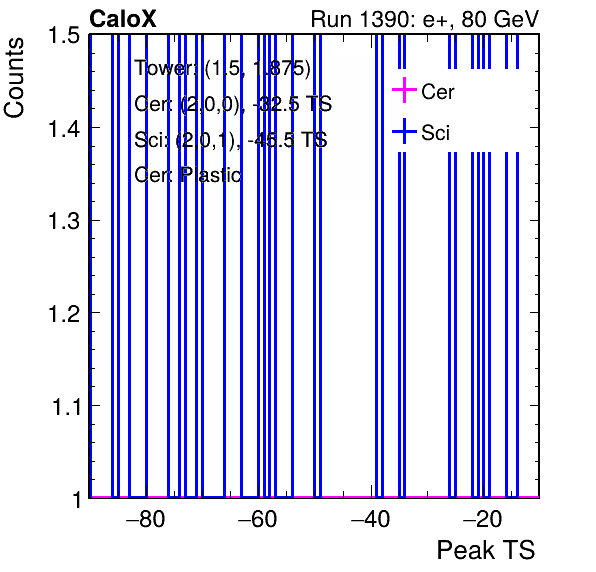 CaloX
Run 1390: e+, 80 GeV
Counts
1.5
1.4
1.3
1.2
1.1
1
Tower: (1.5, 1.875)
Cer: (2,0,0), -32.5 TS
Sci: (2,0,1), -45.5 TS
Cer: Plastic
Cer
Sci
−80
−60
−40
−20
Peak TS